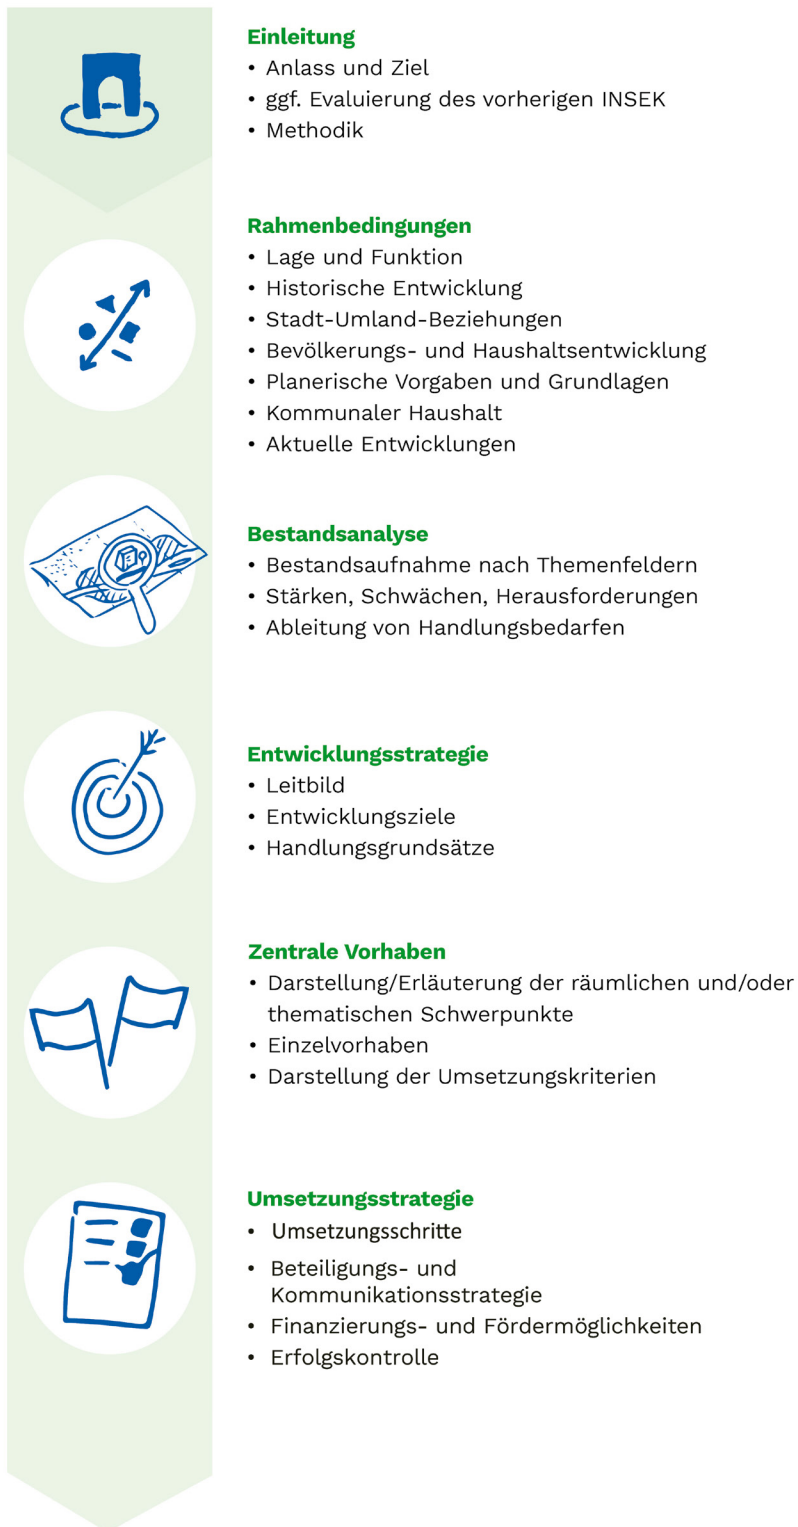 Einleitung
• Anlass und Ziel
• ggf. Evaluierung des vorherigen INSEK
• Methodik
Rahmenbedingungen
• Lage und Funktion
• Historische Entwicklung
• Stadt-Umland-Beziehungen
• Bevölkerungs- und Haushaltsentwicklung
• Planerische Vorgaben und Grundlagen
• Kommunaler Haushalt
• Aktuelle Entwicklungen
Bestandsanalyse
• Bestandsaufnahme nach Themenfeldern
• Stärken, Schwächen, Herausforderungen
• Ableitung von Handlungsbedarfen
Entwicklungsstrategie
• Leitbild
• Entwicklungsziele
• Handlungsgrundsätze
Zentrale Vorhaben
• Darstellung/Erläuterung der räumlichen und/oder
thematischen Schwerpunkte
• Einzelvorhaben
• Darstellung der Umsetzungskriterien
Umsetzungsstrategie
• Umsetzungsschritte
• Beteiligungs- und
Kommunikationsstrategie
• Finanzierungs- und Fördermöglichkeiten
• Erfolgskontrolle